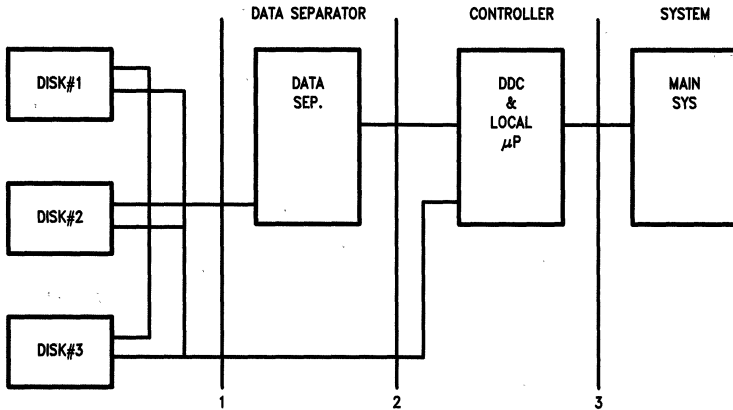 DATA SEPARATOR
CONTROLLER
SYSTEM
DISK#1
DATA
SEP.
DDC
&
LOCAL
μP
MAIN
SYS
DISK#2
DISK#3
1
2
3